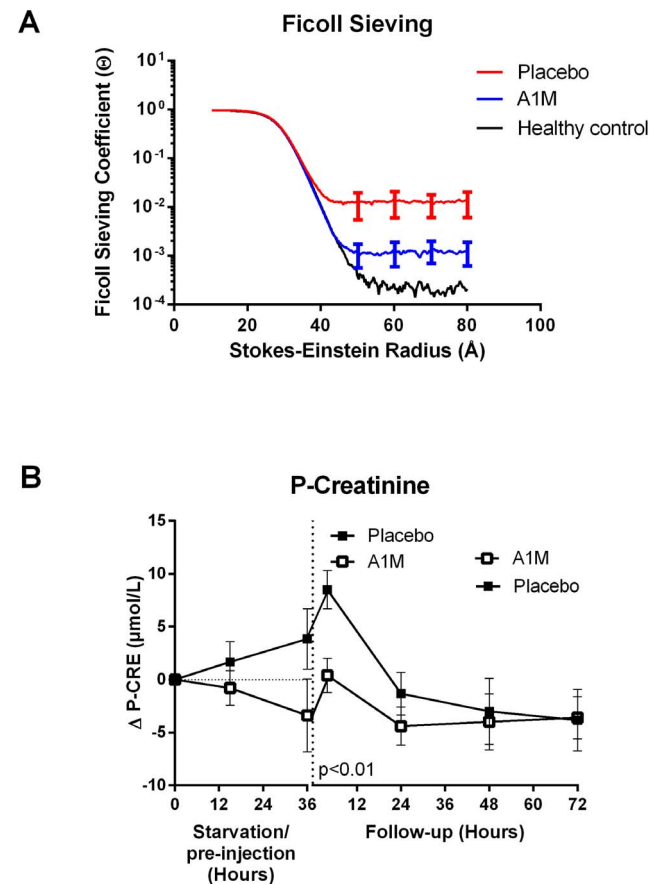 A
Ficoll Sieving
Ficoll Sieving Coefficient (Θ)
10¹
10⁰
10⁻¹
10⁻²
10⁻³
10⁻⁴
Placebo
A1M
Healthy control
0 20 40 60 80 100
Stokes-Einstein Radius (Å)
B
P-Creatinine
Δ P-CRE (µmol/L)
15
10
5
0
-5
-10
Placebo
A1M
A1M
Placebo
p<0.01
0 12 24 36 12 24 36 48 60 72
Starvation/
pre-injection
(Hours)
Follow-up (Hours)